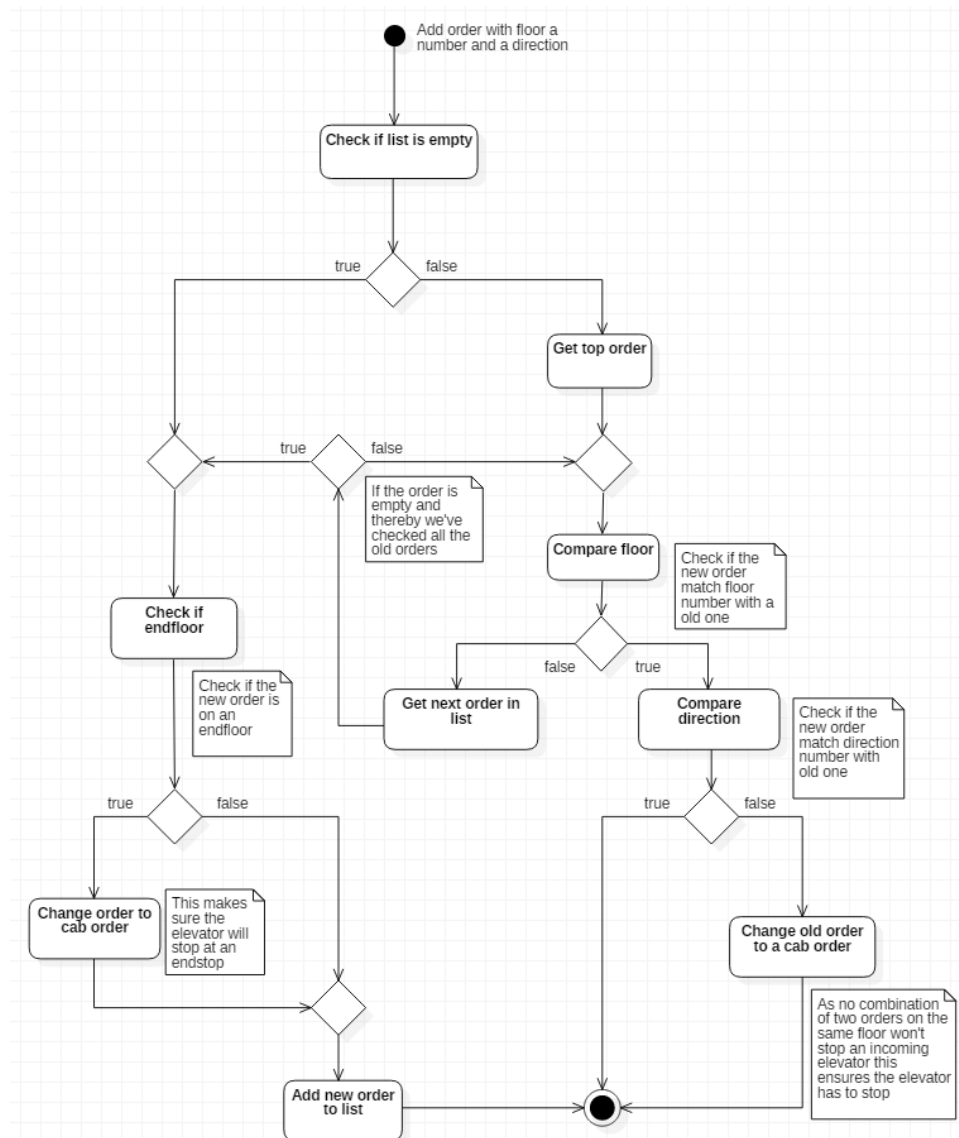 Add order with floor a
number and a direction
Check if list is empty
true
false
Get top order
true
false
If the order is
empty and
thereby we've
checked all the
old orders
Compare floor
Check if the
new order
match floor
number with a
old one
Check if
endfloor
false
true
Check if the
new order is
on an
endfloor
Get next order in
list
Compare
direction
Check if the
new order
match direction
number with
old one
true
false
true
false
Change order to
cab order
This makes
sure the
elevator will
stop at an
endstop
Change old order
to a cab order
As no combination
of two orders on the
same floor won't
stop an incoming
elevator this
ensures the elevator
has to stop
Add new order
to list